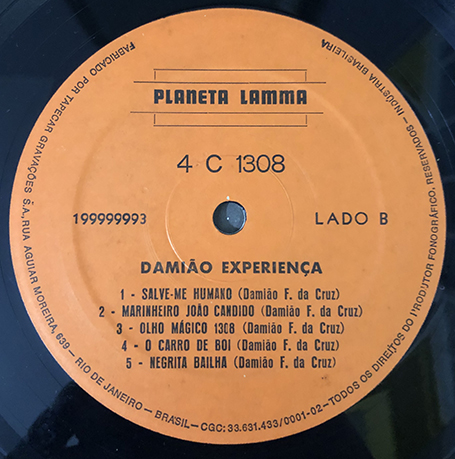 PLANETA LAMMA
4 C 1308
199999993
LADO B
DAMIÃO EXPERIENÇA
1 - SALVE-ME HUMANO (Damião F. da Cruz)
2 - MARINHEIRO JOÃO CANDIDO (Damião F. da Cruz)
3 - OLHO MÁGICO 1308 (Damião F. da Cruz)
4 - O CARRO DE BOI (Damião F. da Cruz)
5 - NEGRITA BAILHA (Damião F. da Cruz)
FABRICADO POR TAPECAR GRAVAÇÕES S.A., RUA AGUIAR MOREIRA, 639 - RIO DE JANEIRO - BRASIL - CGC: 33.631.433/0001-02 - TODOS OS DIREITOS DO PRODUTOR FONOGRÁFICO, RESERVADOS - INDÚSTRIA BRASILEIRA